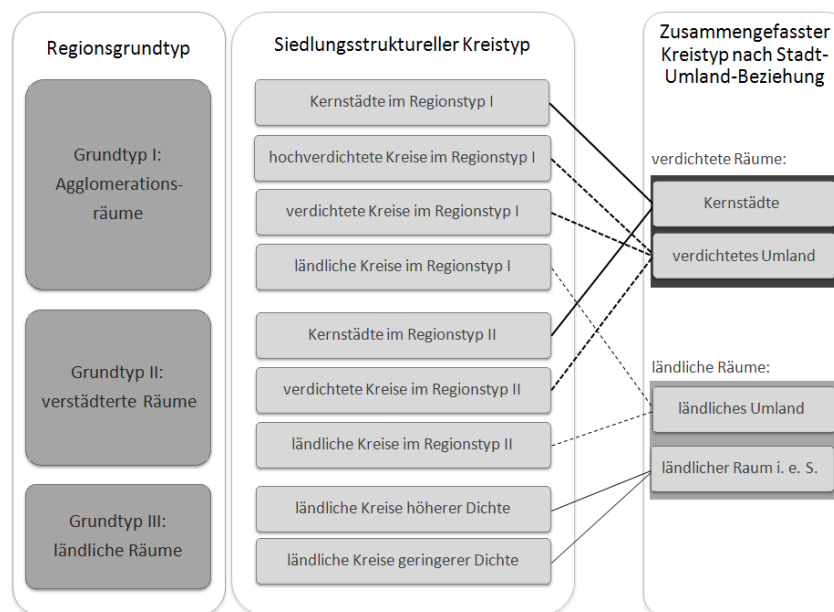 Regionsgrundtyp
Grundtyp I:
Agglomerations-
räume
Grundtyp II:
verstädterte Räume
Grundtyp III:
ländliche Räume
Siedlungsstruktureller Kreistyp
Kernstädte im Regionstyp I
hochverdichtete Kreise im Regionstyp I
verdichtete Kreise im Regionstyp I
ländliche Kreise im Regionstyp I
Kernstädte im Regionstyp II
verdichtete Kreise im Regionstyp II
ländliche Kreise im Regionstyp II
ländliche Kreise höherer Dichte
ländliche Kreise geringerer Dichte
Zusammengefasster
Kreistyp nach Stadt-
Umland-Beziehung
verdichtete Räume:
Kernstädte
verdichtetes Umland
ländliche Räume:
ländliches Umland
ländlicher Raum i. e. S.